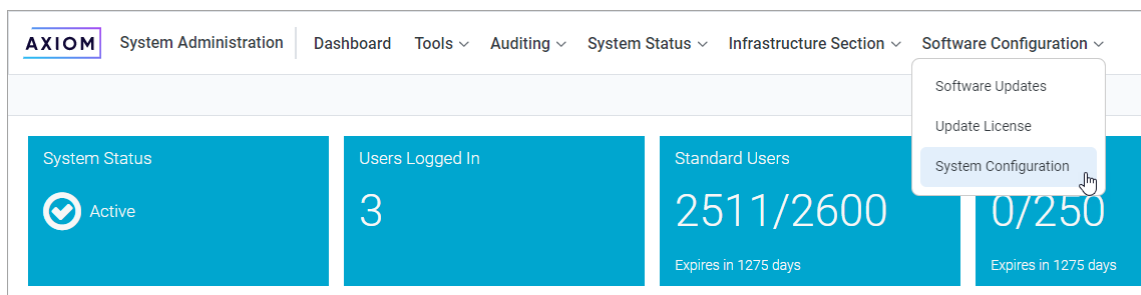 AXIOM System Administration Dashboard Tools Auditing System Status Infrastructure Section Software Configuration
Software Updates
Update License
System Configuration
System Status
Active
Users Logged In
3
Standard Users
2511/2600
Expires in 1275 days
0/250
Expires in 1275 days